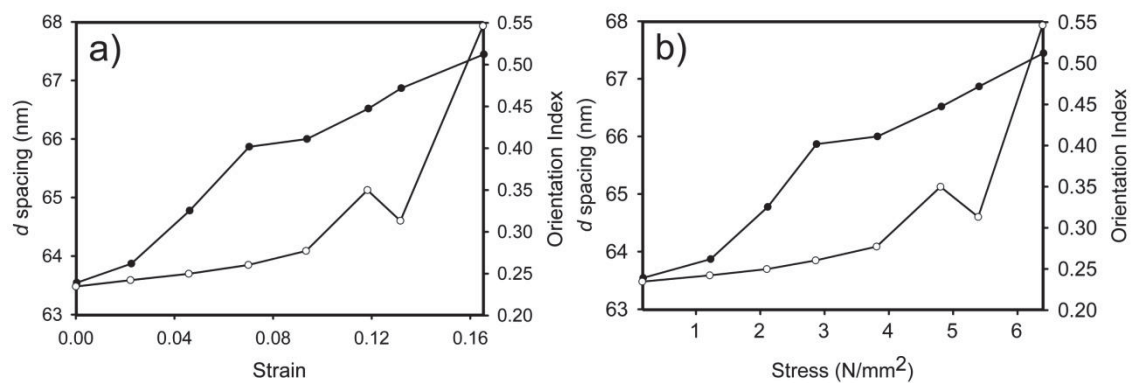 a)
68
67
66
65
64
63
d spacing (nm)
0.55
0.50
0.45
0.40
0.35
0.30
0.25
0.20
Orientation Index
0.00 0.04 0.08 0.12 0.16
Strain
b)
68
67
66
65
64
63
d spacing (nm)
0.55
0.50
0.45
0.40
0.35
0.30
0.25
0.20
Orientation Index
1 2 3 4 5 6
Stress (N/mm²)